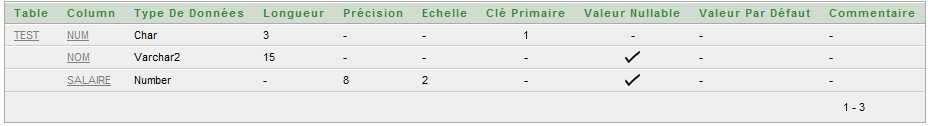 Table Column Type De Données Longueur Précision Echelle Clé Primaire Valeur Nullable Valeur Par Défaut Commentaire
TEST NUM Char 3 - - 1 - - -
NOM Varchar2 15 - - - ✓ - -
SALAIRE Number - 8 2 - ✓ - -
1 - 3